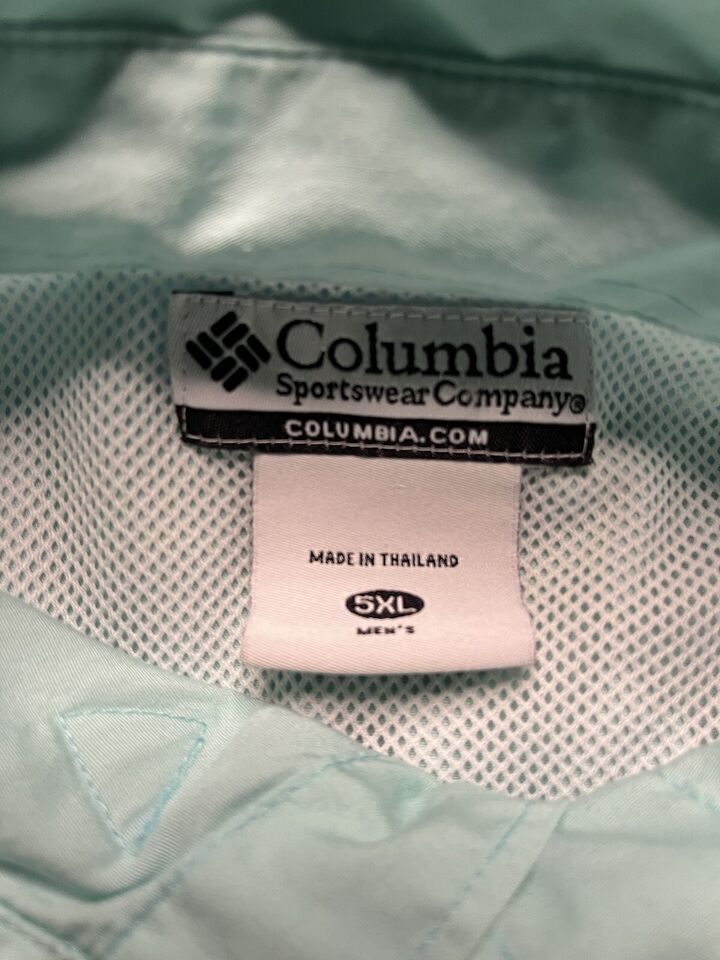 Columbia
Sportswear Company®
COLUMBIA.COM
MADE IN THAILAND
5XL
MEN'S